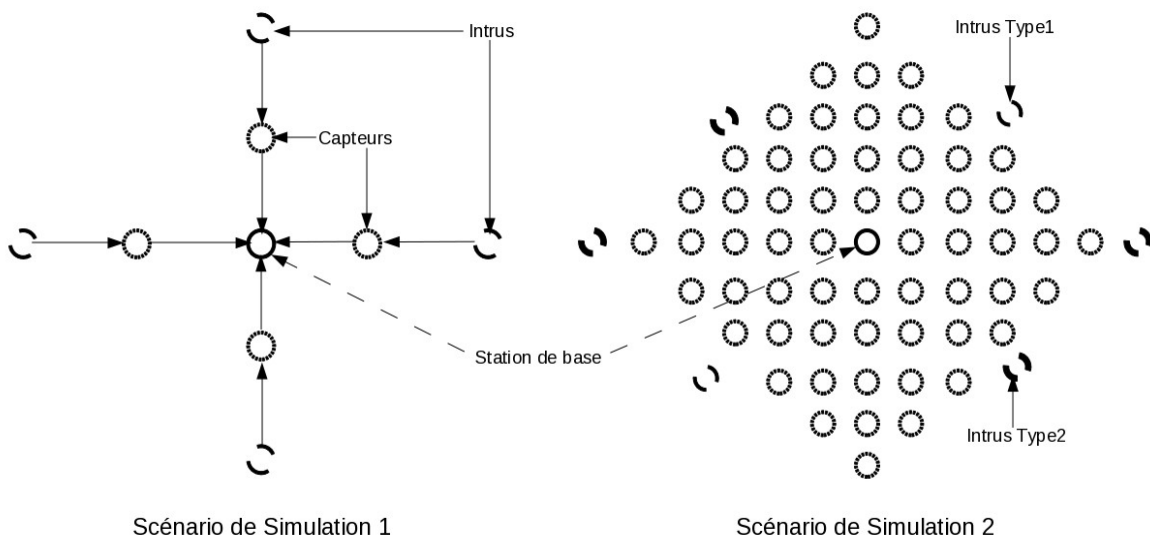 Intrus
Intrus Type1
Capteurs
Station de base
Intrus Type2
Scénario de Simulation 1
Scénario de Simulation 2